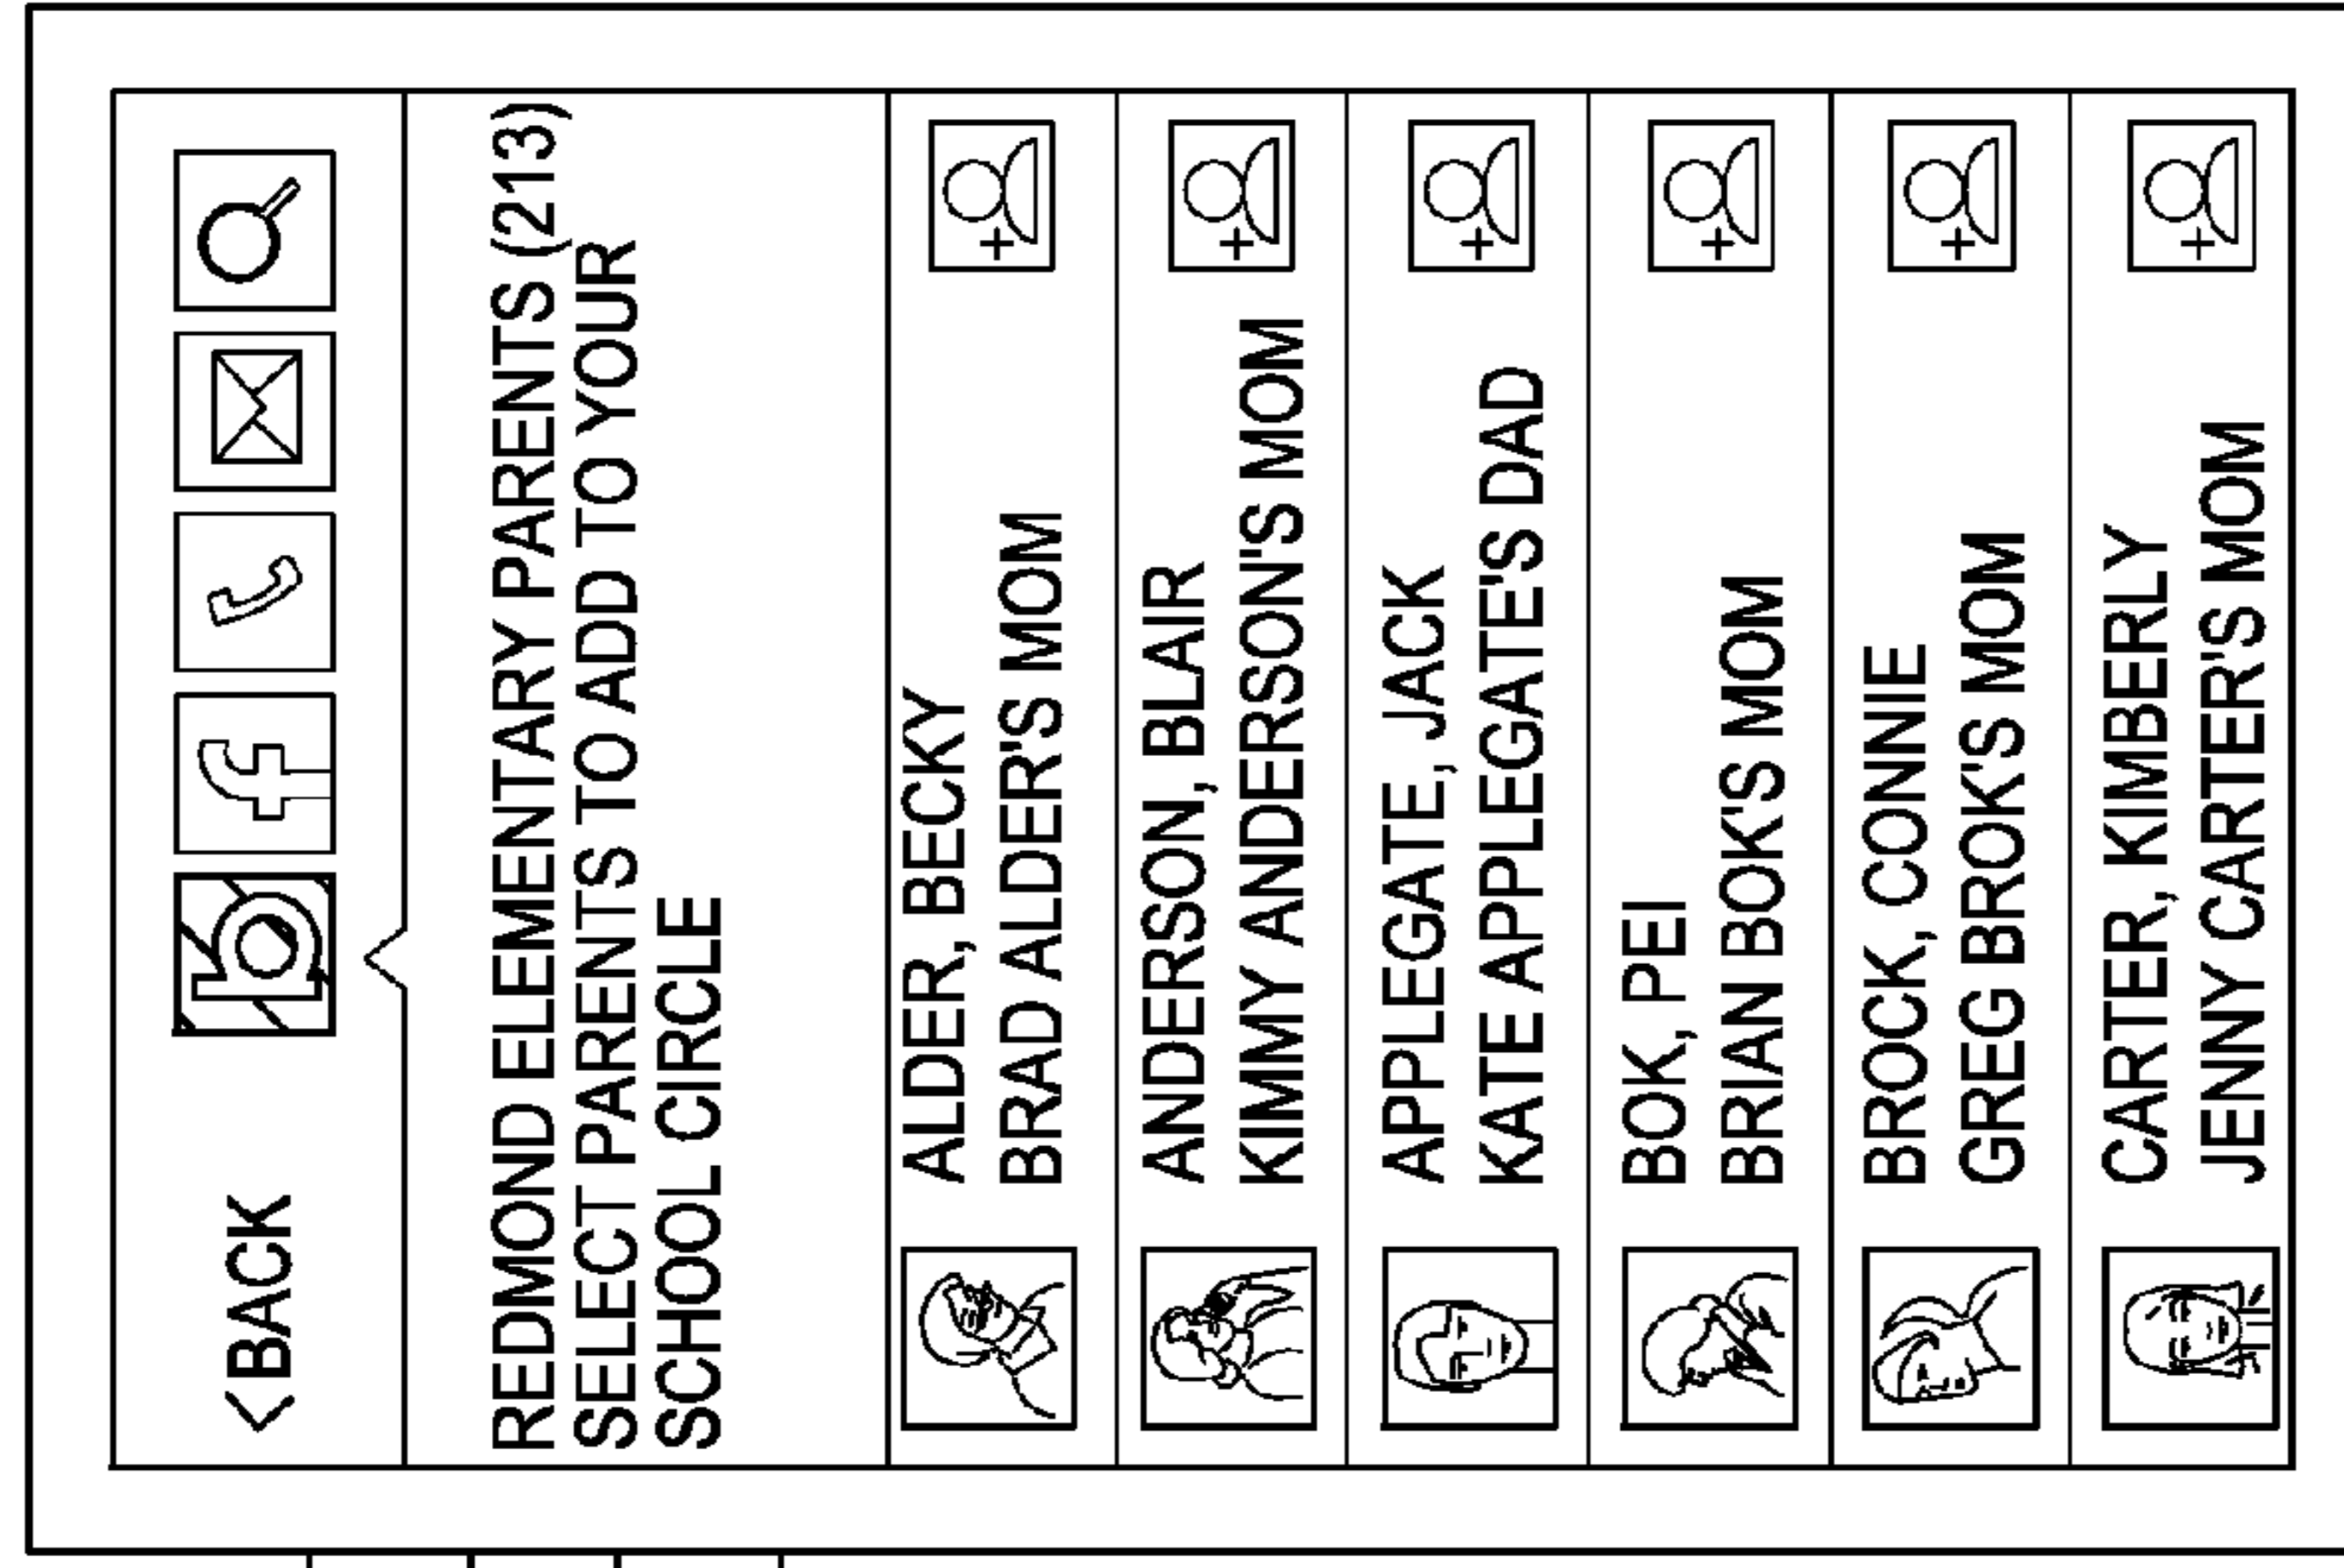 <BACK
REDMOND ELEMENTARY PARENTS (213)
SELECT PARENTS TO ADD TO YOUR
SCHOOL CIRCLE
ALDER, BECKY
BRAD ALDER'S MOM
ANDERSON, BLAIR
KIMMY ANDERSON'S MOM
APPLEGATE, JACK
KATE APPLEGATE'S DAD
BOK, PEI
BRIAN BOK'S MOM
BROCK, CONNIE
GREG BROK'S MOM
CARTER, KIMBERLY
JENNY CARTER'S MOM